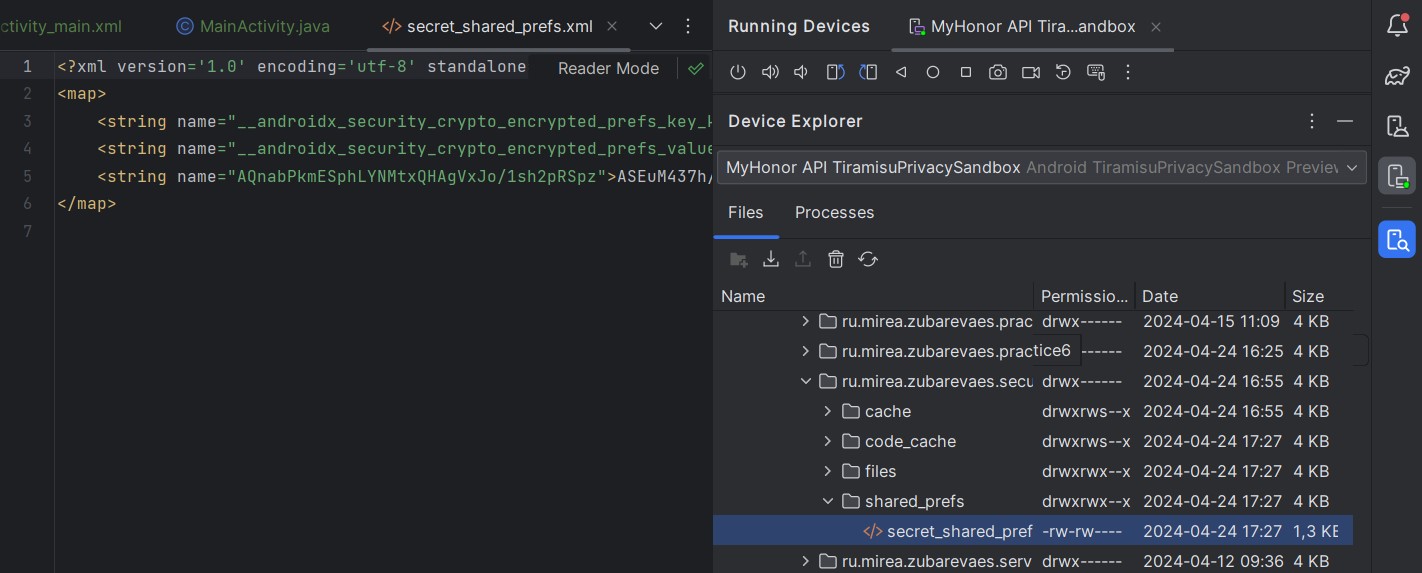 ctivity_main.xml MainActivity.java secret_shared_prefs.xml
1 <?xml version='1.0' encoding='utf-8' standalone Reader Mode
2 <map>
3 <string name="__androidx_security_crypto_encrypted_prefs_key_k
4 <string name="__androidx_security_crypto_encrypted_prefs_value
5 <string name="AQnabPkmESphLYNMtxQHAgVxJo/1sh2pRSpz">ASEuM437h/
6 </map>
7
Running Devices MyHonor API Tira...andbox
Device Explorer
MyHonor API TiramisuPrivacySandbox Android TiramisuPrivacySandbox Preview
Files Processes
Name Permissio... Date Size
ru.mirea.zubarevaes.prac drwx------ 2024-04-15 11:09 4 KB
ru.mirea.zubarevaes.practice6 ------ 2024-04-24 16:25 4 KB
ru.mirea.zubarevaes.secu drwx------ 2024-04-24 16:55 4 KB
cache drwxrws--x 2024-04-24 16:55 4 KB
code_cache drwxrws--x 2024-04-24 17:27 4 KB
files drwxrwx--x 2024-04-24 17:27 4 KB
shared_prefs drwxrwx--x 2024-04-24 17:27 4 KB
secret_shared_pref -rw-rw---- 2024-04-24 17:27 1,3 KE
ru.mirea.zubarevaes.serv drwx------ 2024-04-12 09:36 4 KB